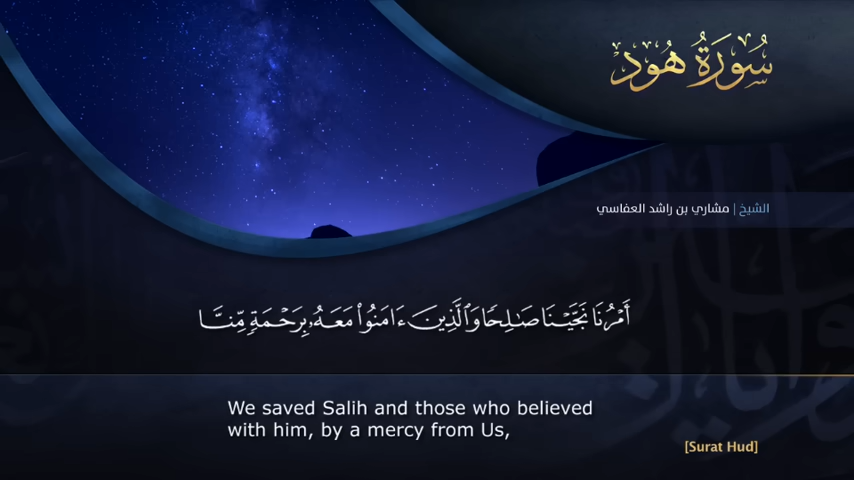 سُورَةُ هُود
الشيخ | مشاري بن راشد العفاسي
أَمْرُنَا نَجَّيْنَا صَٰلِحًا وَٱلَّذِينَ ءَامَنُوا۟ مَعَهُۥ بِرَحْمَةٍ مِّنَّا
We saved Salih and those who believed
with him, by a mercy from Us,
[Surat Hud]